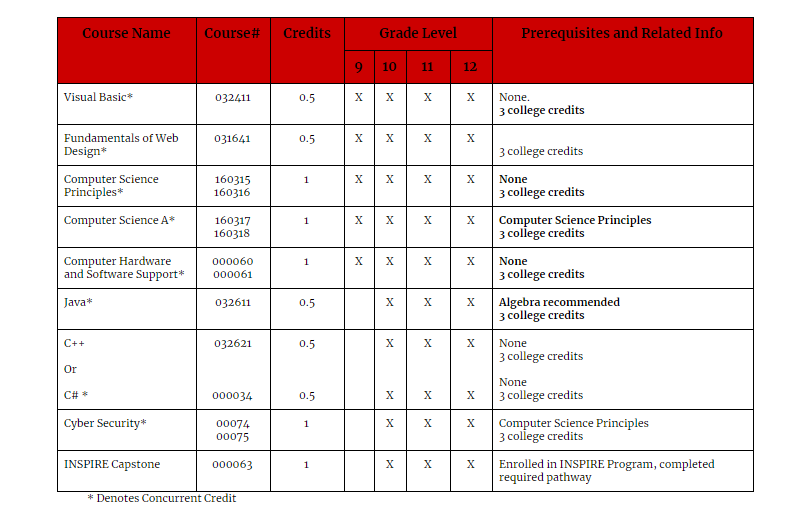 Course Name Course# Credits Grade Level Prerequisites and Related Info
9 10 11 12
Visual Basic* 032411 0.5 X X X X None.
3 college credits
Fundamentals of Web 031641 0.5 X X X X
Design* 3 college credits
Computer Science 160315 1 X X X X None
Principles* 160316 3 college credits
Computer Science A* 160317 1 X X X X Computer Science Principles
160318 3 college credits
Computer Hardware 000060 1 X X X X None
and Software Support* 000061 3 college credits
Java* 032611 0.5 X X X Algebra recommended
3 college credits
C++ 032621 0.5 X X X None
3 college credits
Or
None
C# * 000034 0.5 X X X 3 college credits
Cyber Security* 00074 1 X X X Computer Science Principles
00075 3 college credits
INSPIRE Capstone 000063 1 X X X Enrolled in INSPIRE Program, completed
required pathway
* Denotes Concurrent Credit